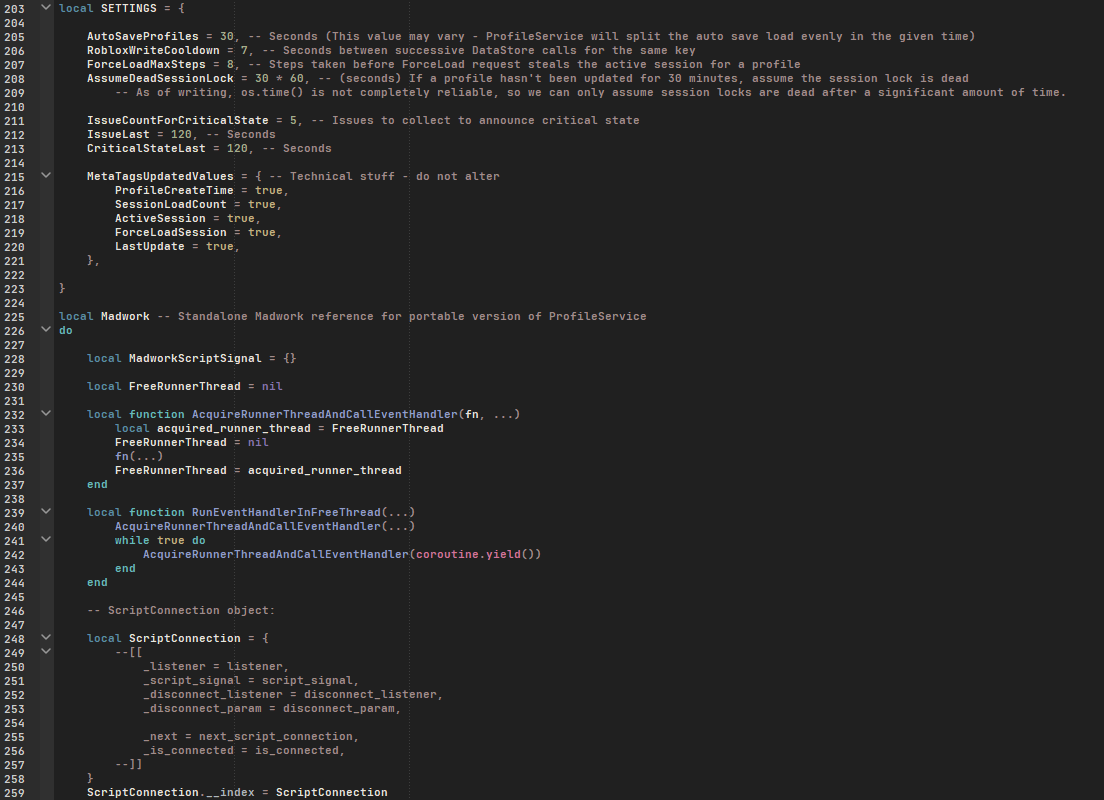 203 local SETTINGS = {
204
205 AutoSaveProfiles = 30, -- Seconds (This value may vary - ProfileService will split the auto save load evenly in the given time)
206 RobloxWriteCooldown = 7, -- Seconds between successive DataStore calls for the same key
207 ForceLoadMaxSteps = 8, -- Steps taken before ForceLoad request steals the active session for a profile
208 AssumeDeadSessionLock = 30 * 60, -- (seconds) If a profile hasn't been updated for 30 minutes, assume the session lock is dead
209 -- As of writing, os.time() is not completely reliable, so we can only assume session locks are dead after a significant amount of time.
210
211 IssueCountForCriticalState = 5, -- Issues to collect to announce critical state
212 IssueLast = 120, -- Seconds
213 CriticalStateLast = 120, -- Seconds
214
215 MetaTagsUpdatedValues = { -- Technical stuff - do not alter
216 ProfileCreateTime = true,
217 SessionLoadCount = true,
218 ActiveSession = true,
219 ForceLoadSession = true,
220 LastUpdate = true,
221 },
222
223 }
224
225 local Madwork -- Standalone Madwork reference for portable version of ProfileService
226 do
227
228 local MadworkScriptSignal = {}
229
230 local FreeRunnerThread = nil
231
232 local function AcquireRunnerThreadAndCallEventHandler(fn, ...)
233 local acquired_runner_thread = FreeRunnerThread
234 FreeRunnerThread = nil
235 fn(...)
236 FreeRunnerThread = acquired_runner_thread
237 end
238
239 local function RunEventHandlerInFreeThread(...)
240 AcquireRunnerThreadAndCallEventHandler(...)
241 while true do
242 AcquireRunnerThreadAndCallEventHandler(coroutine.yield())
243 end
244 end
245
246 -- ScriptConnection object:
247
248 local ScriptConnection = {
249 --[[
250 _listener = listener,
251 _script_signal = script_signal,
252 _disconnect_listener = disconnect_listener,
253 _disconnect_param = disconnect_param,
254
255 _next = next_script_connection,
256 _is_connected = is_connected,
257 --]]
258 }
259 ScriptConnection.__index = ScriptConnection